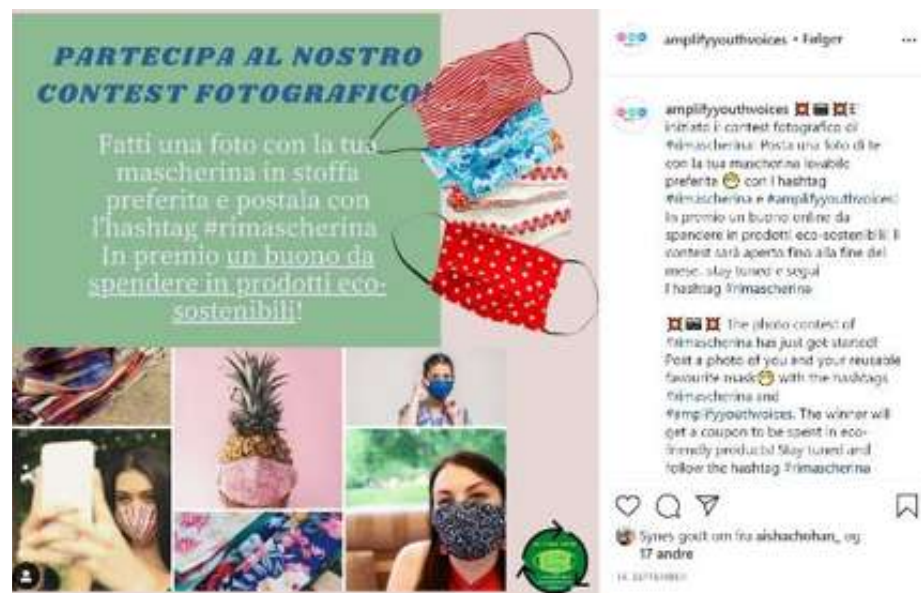 PARTECIPA AL NOSTRO
CONTEST FOTOGRAFICO!
Fatti una foto con la tua
mascherina in stoffa
preferita e postala con
l'hashtag #rimascherina
In premio un buono da
spendere in prodotti eco-
sostenibili!
amplifyyouthvoices • Følger
amplifyyouthvoices 💥📷💥E'
iniziato il contest fotografico di
#rimascherina! Posta una foto di te
con la tua mascherina lavabile
preferita 😷 con l hashtag
#rimascherina e #amplifyyouthvoices!
In premio un buono online da
spendere in prodotti eco-sostenibili! Il
contest sarà aperto fino alla fine del
mese, stay tuned e segui
l hashtag #rimascherina
💥📷💥 The photo contest of
#rimascherina has just got started!
Post a photo of you and your reusable
favourite mask😷 with the hashtags
#rimascherina and
#amplifyyouthvoices. The winner will
get a coupon to be spent in eco-
friendly products! Stay tuned and
follow the hashtag #rimascherina
Synes godt om fra aishachohan_ og
17 andre
SEPTEMBER